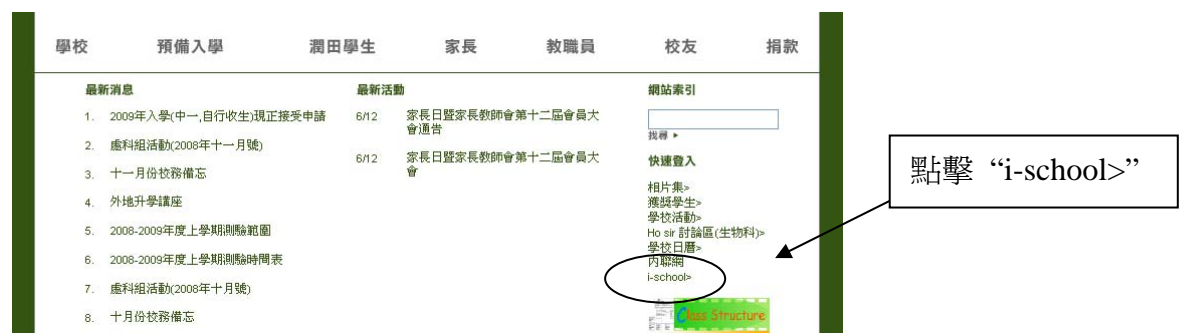 學校 預備入學 潤田學生 家長 教職員 校友 捐款
最新消息
1. 2009年入學(中一,自行收生)現正接受申請
2. 處科組活動(2008年十一月號)
3. 十一月份校務備忘
4. 外地升學講座
5. 2008-2009年度上學期測驗範圍
6. 2008-2009年度上學期測驗時間表
7. 處科組活動(2008年十月號)
8. 十月份校務備忘
最新活動
6/12 家長日暨家長教師會第十二屆會員大
會通告
6/12 家長日暨家長教師會第十二屆會員大
會
網站索引
找尋
快速登入
相片集>
獲獎學生>
學校活動>
Ho sir 討論區(生物科)>
學校日曆>
內聯網
i-school>
Class Structure
點擊 “i-school>”